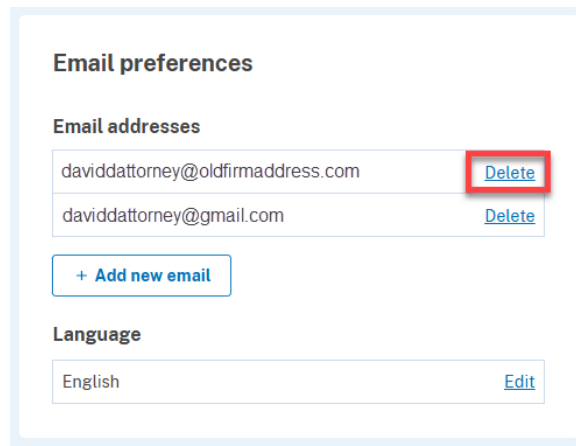 Email preferences
Email addresses
daviddattorney@oldfirmaddress.com Delete
daviddattorney@gmail.com Delete
+ Add new email
Language
English Edit